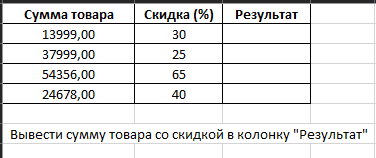 Сумма товара Скидка (%) Результат
13999,00 30
37999,00 25
54356,00 65
24678,00 40
Вывести сумму товара со скидкой в колонку "Результат"